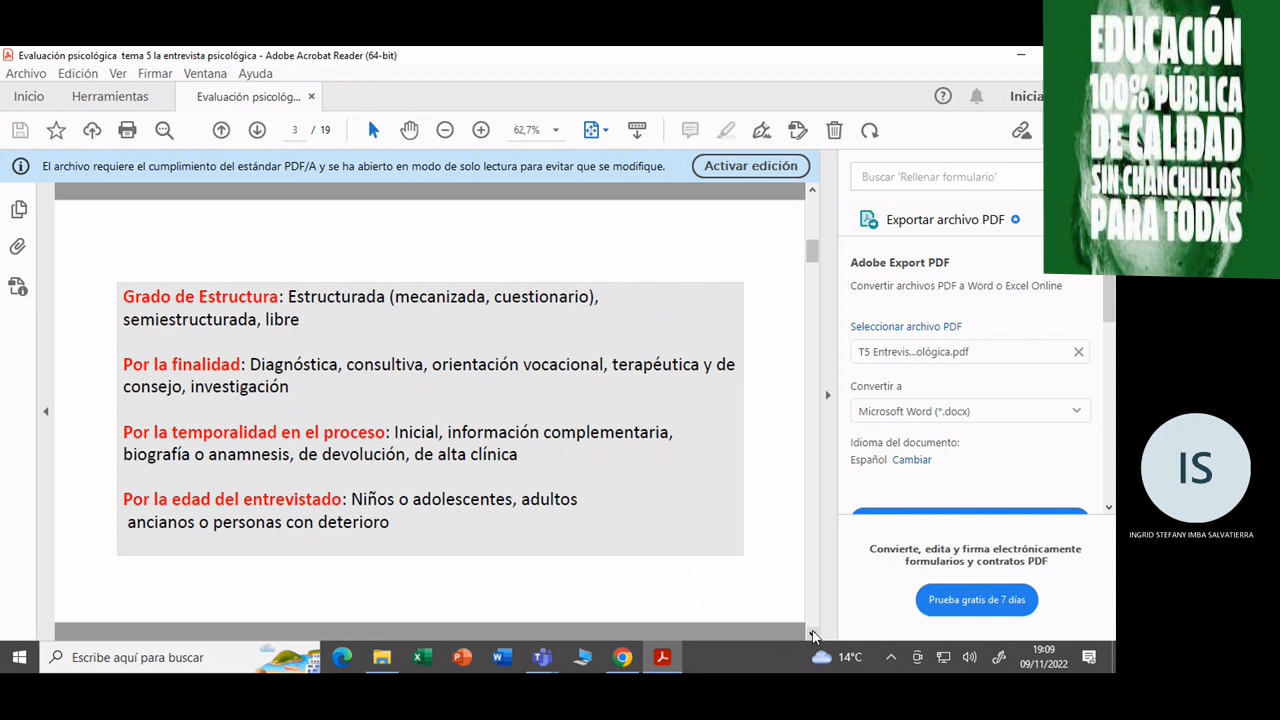 Evaluación psicológica tema 5 la entrevista psicológica - Adobe Acrobat Reader (64-bit)
Archivo Edición Ver Firmar Ventana Ayuda
Inicio Herramientas Evaluación psicológ... ×
Inicia
3 / 19
62,7%
El archivo requiere el cumplimiento del estándar PDF/A y se ha abierto en modo de solo lectura para evitar que se modifique.
Activar edición
Grado de Estructura: Estructurada (mecanizada, cuestionario),
semiestructurada, libre
Por la finalidad: Diagnóstica, consultiva, orientación vocacional, terapéutica y de
consejo, investigación
Por la temporalidad en el proceso: Inicial, información complementaria,
biografía o anamnesis, de devolución, de alta clínica
Por la edad del entrevistado: Niños o adolescentes, adultos
ancianos o personas con deterioro
Buscar 'Rellenar formulario'
Exportar archivo PDF
Adobe Export PDF
Convertir archivos PDF a Word o Excel Online
Seleccionar archivo PDF
T5 Entrevis...ológica.pdf
Convertir a
Microsoft Word (*.docx)
Idioma del documento:
Español Cambiar
Convierte, edita y firma electrónicamente
formularios y contratos PDF
Prueba gratis de 7 días
Escribe aquí para buscar
14°C
19:09
09/11/2022
EDUCACIÓN
100% PÚBLICA
DE CALIDAD
SIN CHANCHULLOS
PARA TODXS
IS
INGRID STEFANY IMBA SALVATIERRA